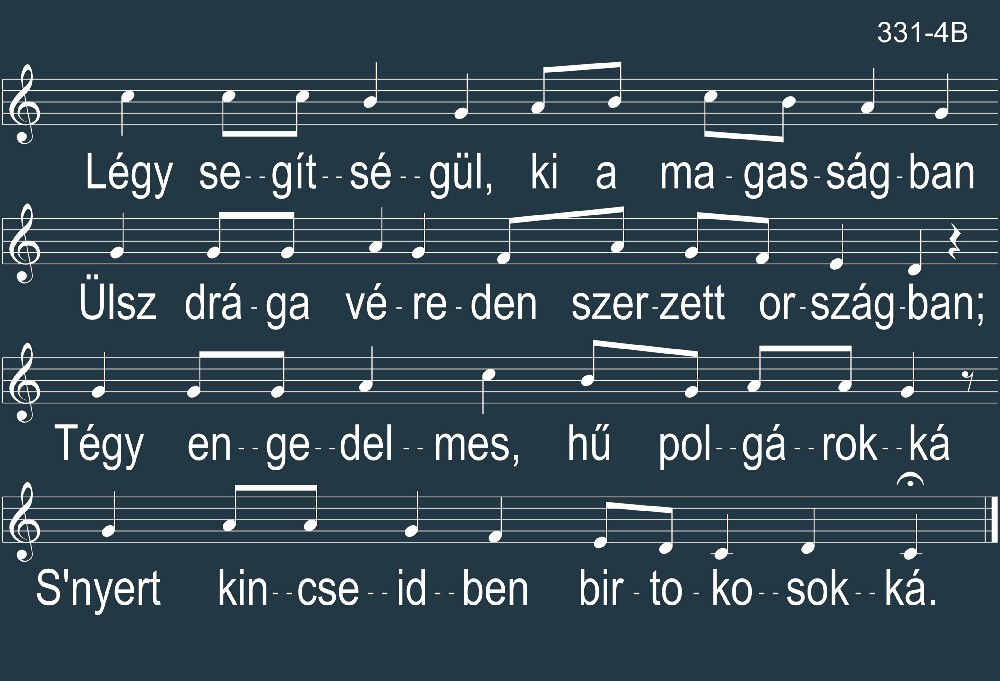 331-4B
Légy se--gít--sé--gül, ki a ma-gas-ság-ban
Ülsz drá-ga vé-re-den szer-zett or-szág-ban;
Tégy en--ge--del--mes, hű pol--gá--rok--ká
S'nyert kin--cse--id--ben bir-to-ko--sok--ká.